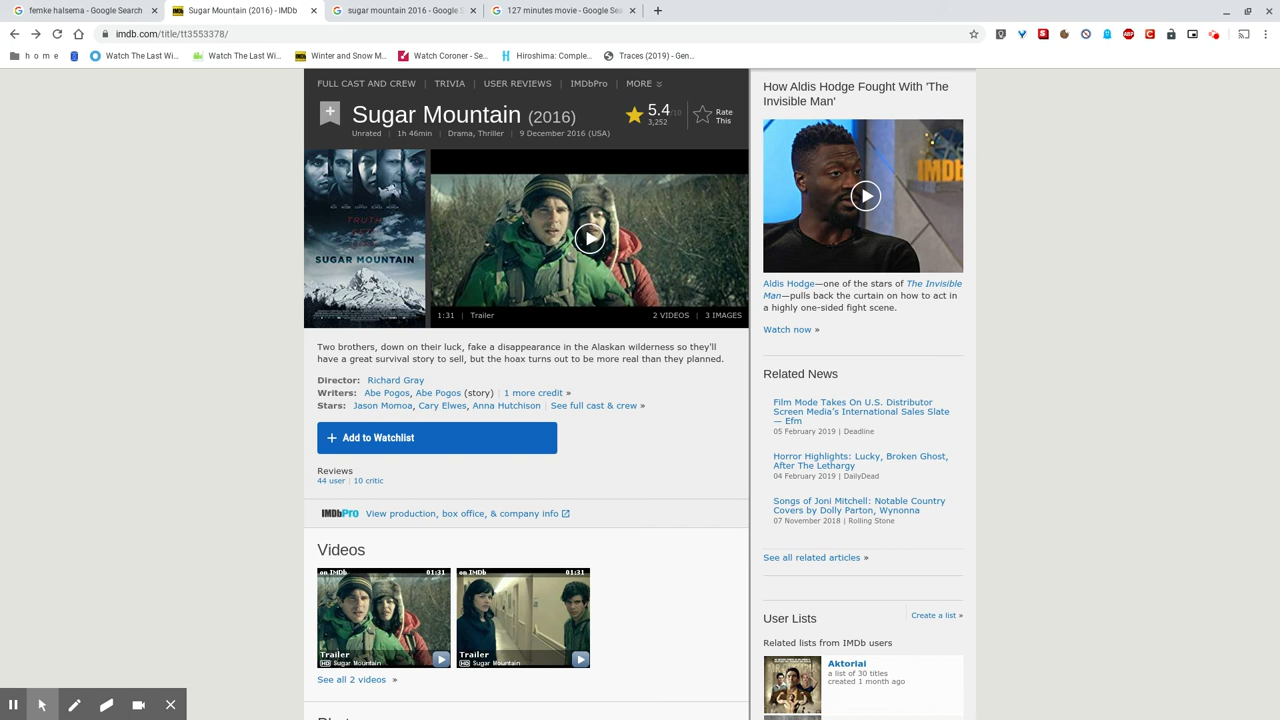 femke halsema - Google Search
Sugar Mountain (2016) - IMDb
sugar mountain 2016 - Google S
127 minutes movie - Google Sea
imdb.com/title/tt3553378/
h o m e
Watch The Last Wi...
Watch The Last Wi...
Winter and Snow M...
Watch Coroner - Se...
Hiroshima: Comple...
Traces (2019) - Gen...
FULL CAST AND CREW | TRIVIA | USER REVIEWS | IMDbPro | MORE
Sugar Mountain (2016)
5.4/10
3,252
Rate
This
Unrated | 1h 46min | Drama, Thriller | 9 December 2016 (USA)
SUGAR MOUNTAIN
1:31 | Trailer
2 VIDEOS | 3 IMAGES
Two brothers, down on their luck, fake a disappearance in the Alaskan wilderness so they'll
have a great survival story to sell, but the hoax turns out to be more real than they planned.
Director: Richard Gray
Writers: Abe Pogos, Abe Pogos (story) | 1 more credit »
Stars: Jason Momoa, Cary Elwes, Anna Hutchison | See full cast & crew »
+ Add to Watchlist
Reviews
44 user | 10 critic
IMDbPro View production, box office, & company info
Videos
on IMDb 01:31
Trailer
HD Sugar Mountain
on IMDb 01:31
Trailer
HD Sugar Mountain
See all 2 videos »
How Aldis Hodge Fought With 'The
Invisible Man'
IMDb
Aldis Hodge—one of the stars of The Invisible
Man—pulls back the curtain on how to act in
a highly one-sided fight scene.
Watch now »
Related News
Film Mode Takes On U.S. Distributor
Screen Media's International Sales Slate
— Efm
05 February 2019 | Deadline
Horror Highlights: Lucky, Broken Ghost,
After The Lethargy
04 February 2019 | DailyDead
Songs of Joni Mitchell: Notable Country
Covers by Dolly Parton, Wynonna
07 November 2018 | Rolling Stone
See all related articles »
User Lists
Create a list »
Related lists from IMDb users
Aktorial
a list of 30 titles
created 1 month ago